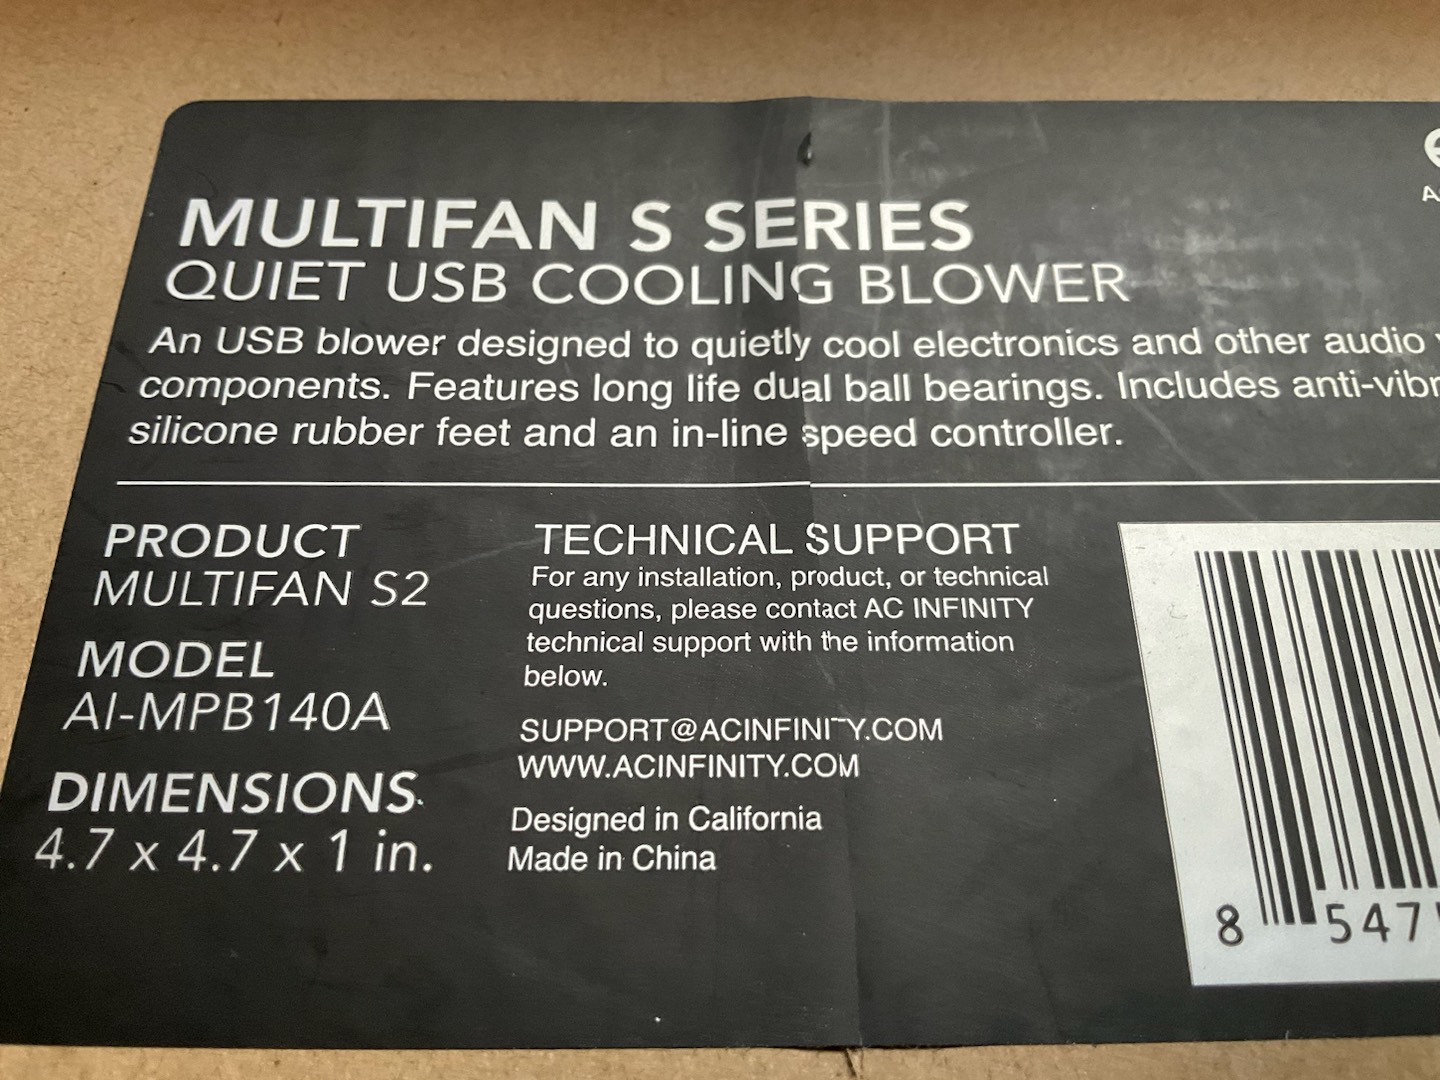 MULTIFAN S SERIES
QUIET USB COOLING BLOWER
An USB blower designed to quietly cool electronics and other audio
components. Features long life dual ball bearings. Includes
silicone rubber feet and an in-line speed controller.
PRODUCT
MULTIFAN S2
MODEL
AI-MPB140A
DIMENSIONS
4.7 x 4.7 x 1 in.
TECHNICAL SUPPORT
For any installation, product, or technical
questions, please contact AC INFINITY
technical support with the information
below.
SUPPORT@ACINFINITY.COM
WWW.ACINFINITY.COM
Designed in California
Made in China
8 547